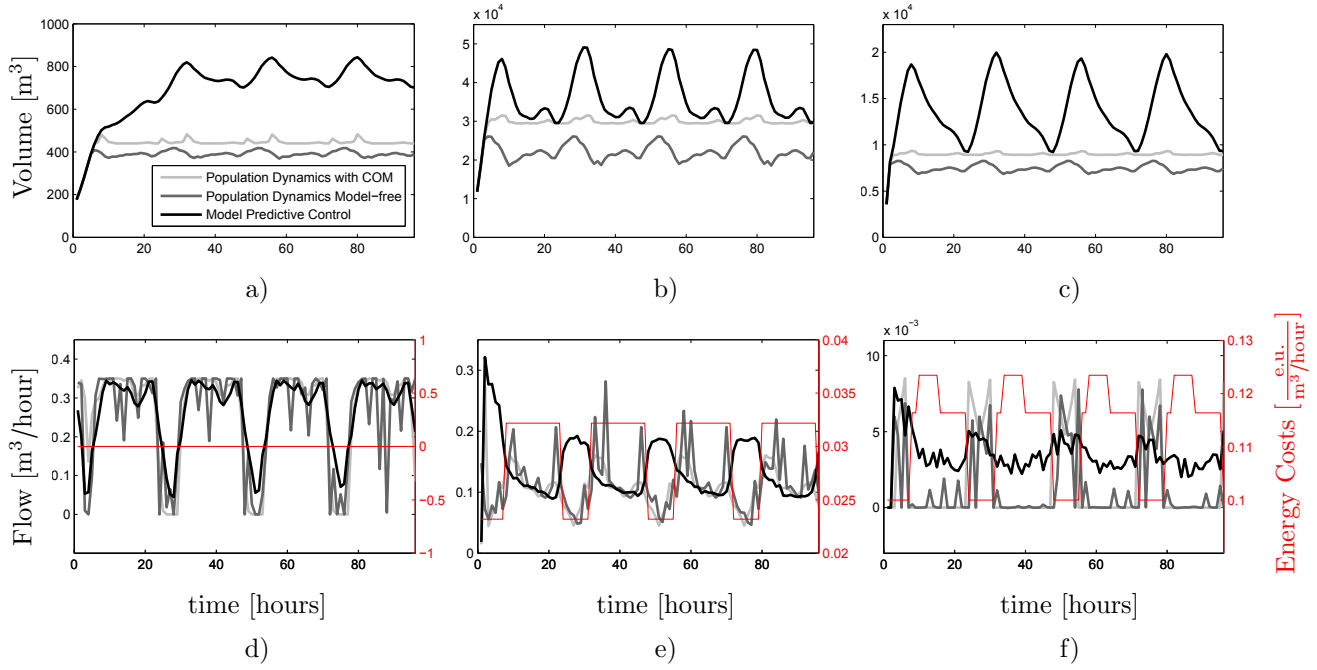 Volume [m³]
1000
800
600
400
200
0
0 20 40 60 80
Population Dynamics with COM
Population Dynamics Model−free
Model Predictive Control
a)
x 10⁴
5
4
3
2
1
0
0 20 40 60 80
b)
x 10⁴
2
1.5
1
0.5
0
0 20 40 60 80
c)
Flow [m³/hour]
0.4
0.3
0.2
0.1
0
1
0.5
0
−0.5
−1
0 20 40 60 80
time [hours]
d)
0.3
0.2
0.1
0
0.04
0.035
0.03
0.025
0.02
0 20 40 60 80
time [hours]
e)
x 10⁻³
10
5
0
0.13
0.12
0.11
0.1
0 20 40 60 80
time [hours]
f)
Energy Costs [e.u. / m³/hour]